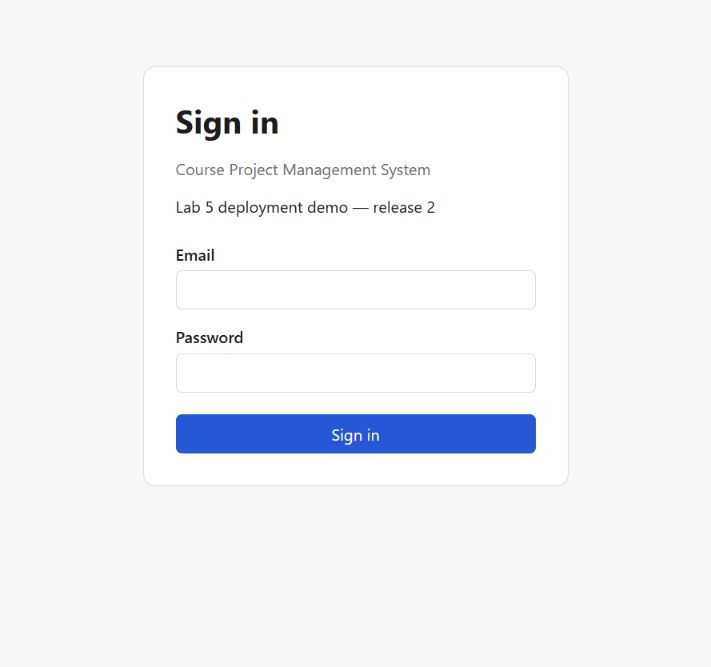 Sign in
Course Project Management System
Lab 5 deployment demo — release 2
Email
Password
Sign in